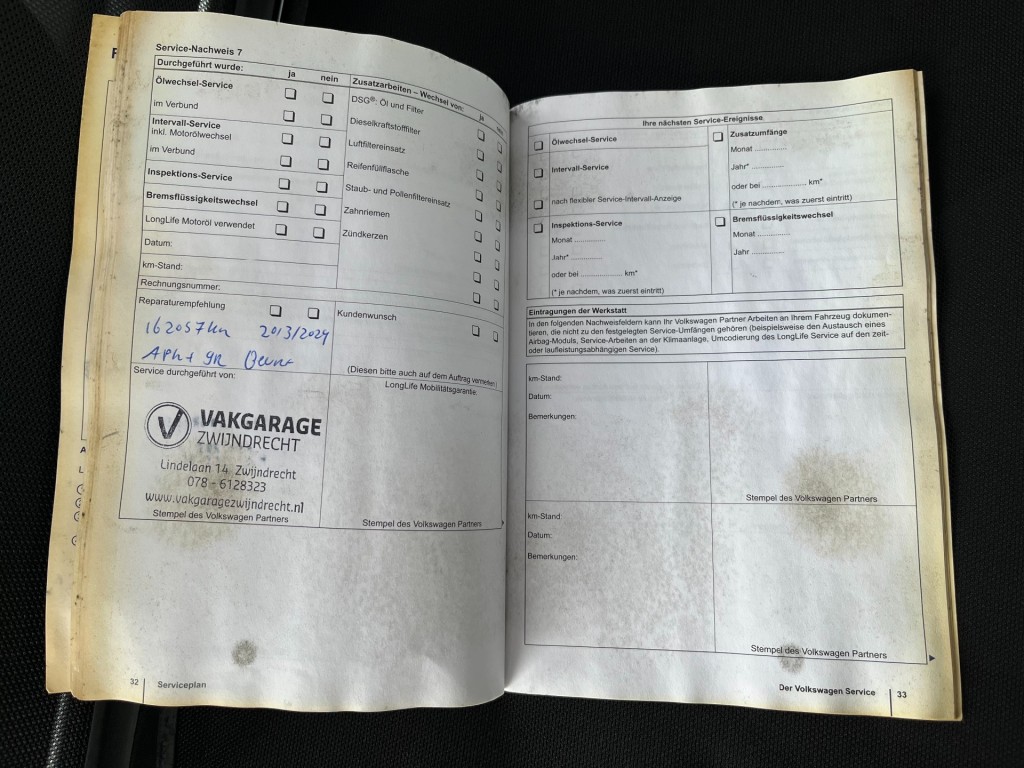 Service-Nachweis 7
Durchgeführt wurde: ja nein
Ölwechsel-Service
im Verbund
Intervall-Service
inkl. Motorölwechsel
im Verbund
Inspektions-Service
Bremsflüssigkeitswechsel
LongLife Motoröl verwendet
Datum:
km-Stand:
Rechnungsnummer:
Reparaturempfehlung
Zusatzarbeiten – Wechsel von: ja
DSG®- Öl und Filter
Dieselkraftstofffilter
Luftfiltereinsatz
Reifenfüllflasche
Staub- und Pollenfiltereinsatz
Zahnriemen
Zündkerzen
Kundenwunsch
(Diesen bitte auch auf dem Auftrag vermerken)
162057km
Service durchgeführt von:
VAKGARAGE
ZWIJNDRECHT
Lindelaan 14 Zwijndrecht
078 - 6128323
www.vakgaragezwijndrecht.nl
Stempel des Volkswagen Partners
LongLife Mobilitätsgarantie:
Stempel des Volkswagen Partners
32 Serviceplan
Ihre nächsten Service-Ereignisse
Ölwechsel-Service
Intervall-Service
nach flexibler Service-Intervall-Anzeige
Inspektions-Service
Monat ..............
Jahr* ...............
oder bei .................... km*
(* je nachdem, was zuerst eintritt)
Zusatzumfänge
Monat ..............
Jahr* ...............
oder bei .................... km*
(* je nachdem, was zuerst eintritt)
Bremsflüssigkeitswechsel
Monat ..............
Jahr ...............
Eintragungen der Werkstatt
In den folgenden Nachweisfeldern kann Ihr Volkswagen Partner Arbeiten an Ihrem Fahrzeug dokumen-
tieren, die nicht zu den festgelegten Service-Umfängen gehören (beispielsweise den Austausch eines
Airbag-Moduls, Service-Arbeiten an der Klimaanlage, Umcodierung des LongLife Service auf den zeit-
oder laufleistungsabhängigen Service).
km-Stand:
Datum:
Bemerkungen:
Stempel des Volkswagen Partners
km-Stand:
Datum:
Bemerkungen:
Stempel des Volkswagen Partners
Der Volkswagen Service 33